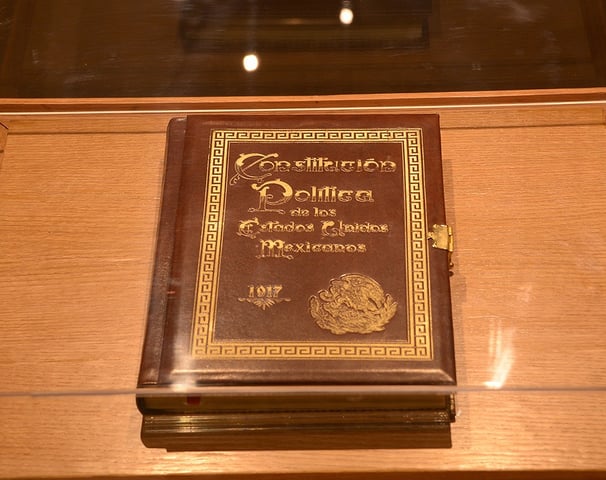 Constitución
Política
de los
Estados Unidos
Mexicanos
1917